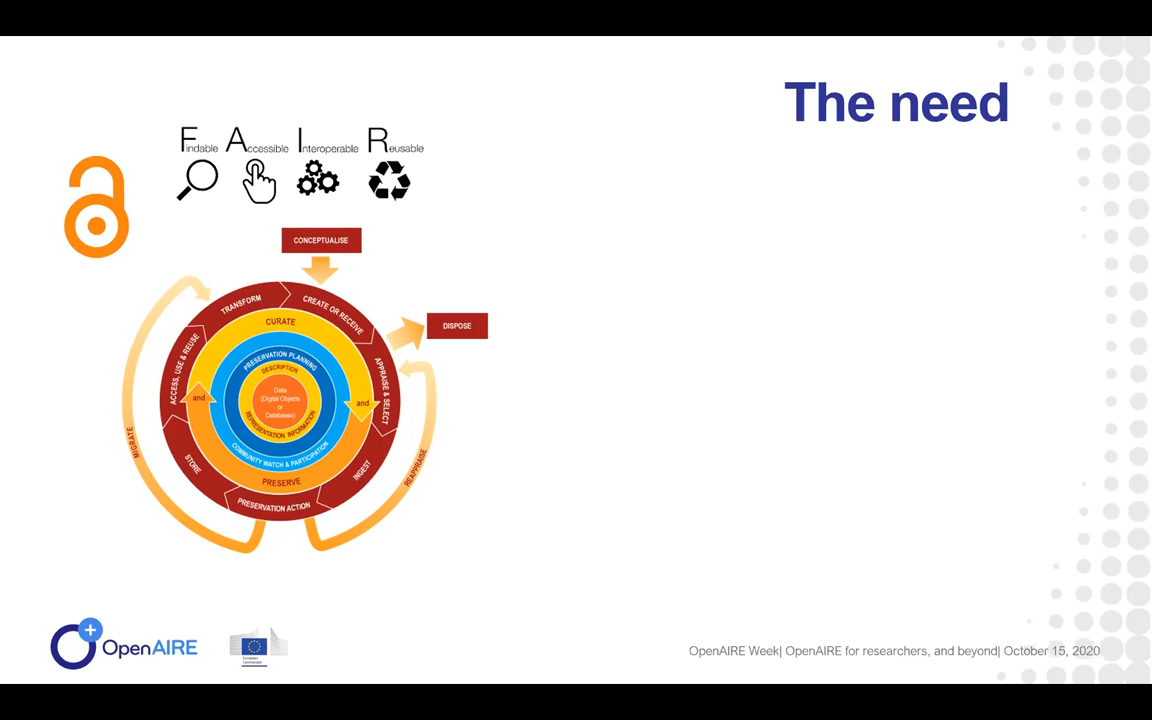 The need
Findable Accessible Interoperable Reusable
CONCEPTUALISE
DISPOSE
TRANSFORM
CREATE OR RECEIVE
APPRAISE & SELECT
INGEST
PRESERVATION ACTION
STORE
ACCESS, USE & REUSE
CURATE
and
and
PRESERVE
PRESERVATION PLANNING
COMMUNITY WATCH & PARTICIPATION
DESCRIPTION
REPRESENTATION INFORMATION
Data
(Digital Objects
or
Databases)
MIGRATE
REAPPRAISE
OpenAIRE
European
Commission
OpenAIRE Week| OpenAIRE for researchers, and beyond| October 15, 2020